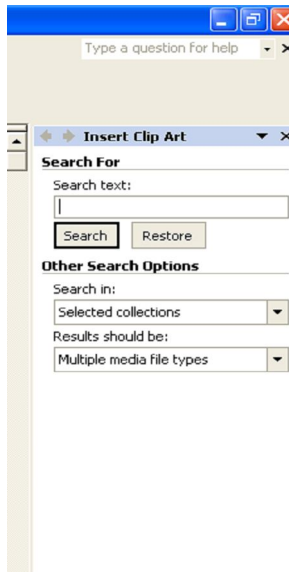 Type a question for help
Insert Clip Art
Search For
Search text:
Search
Restore
Other Search Options
Search in:
Selected collections
Results should be:
Multiple media file types